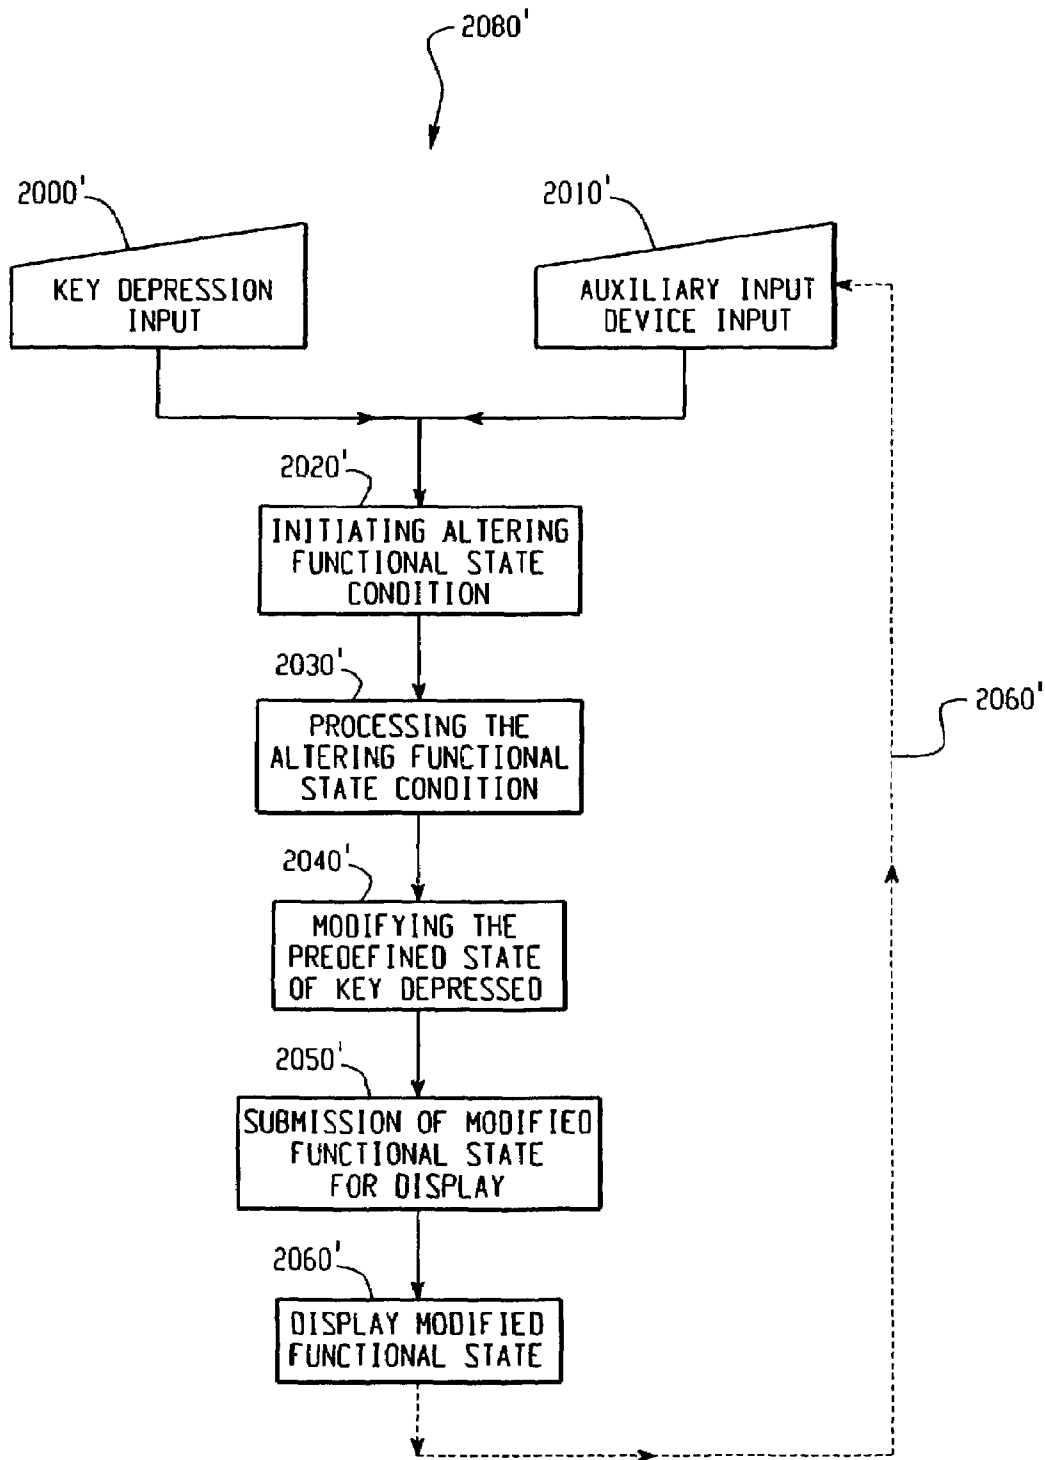 2080'
2000'
2010'
KEY DEPRESSION
INPUT
AUXILIARY INPUT
DEVICE INPUT
2020'
INITIATING ALTERING
FUNCTIONAL STATE
CONDITION
2030'
PROCESSING THE
ALTERING FUNCTIONAL
STATE CONDITION
2060'
2040'
MODIFYING THE
PREDEFINED STATE
OF KEY DEPRESSED
2050'
SUBMISSION OF MODIFIED
FUNCTIONAL STATE
FOR DISPLAY
2060'
DISPLAY MODIFIED
FUNCTIONAL STATE